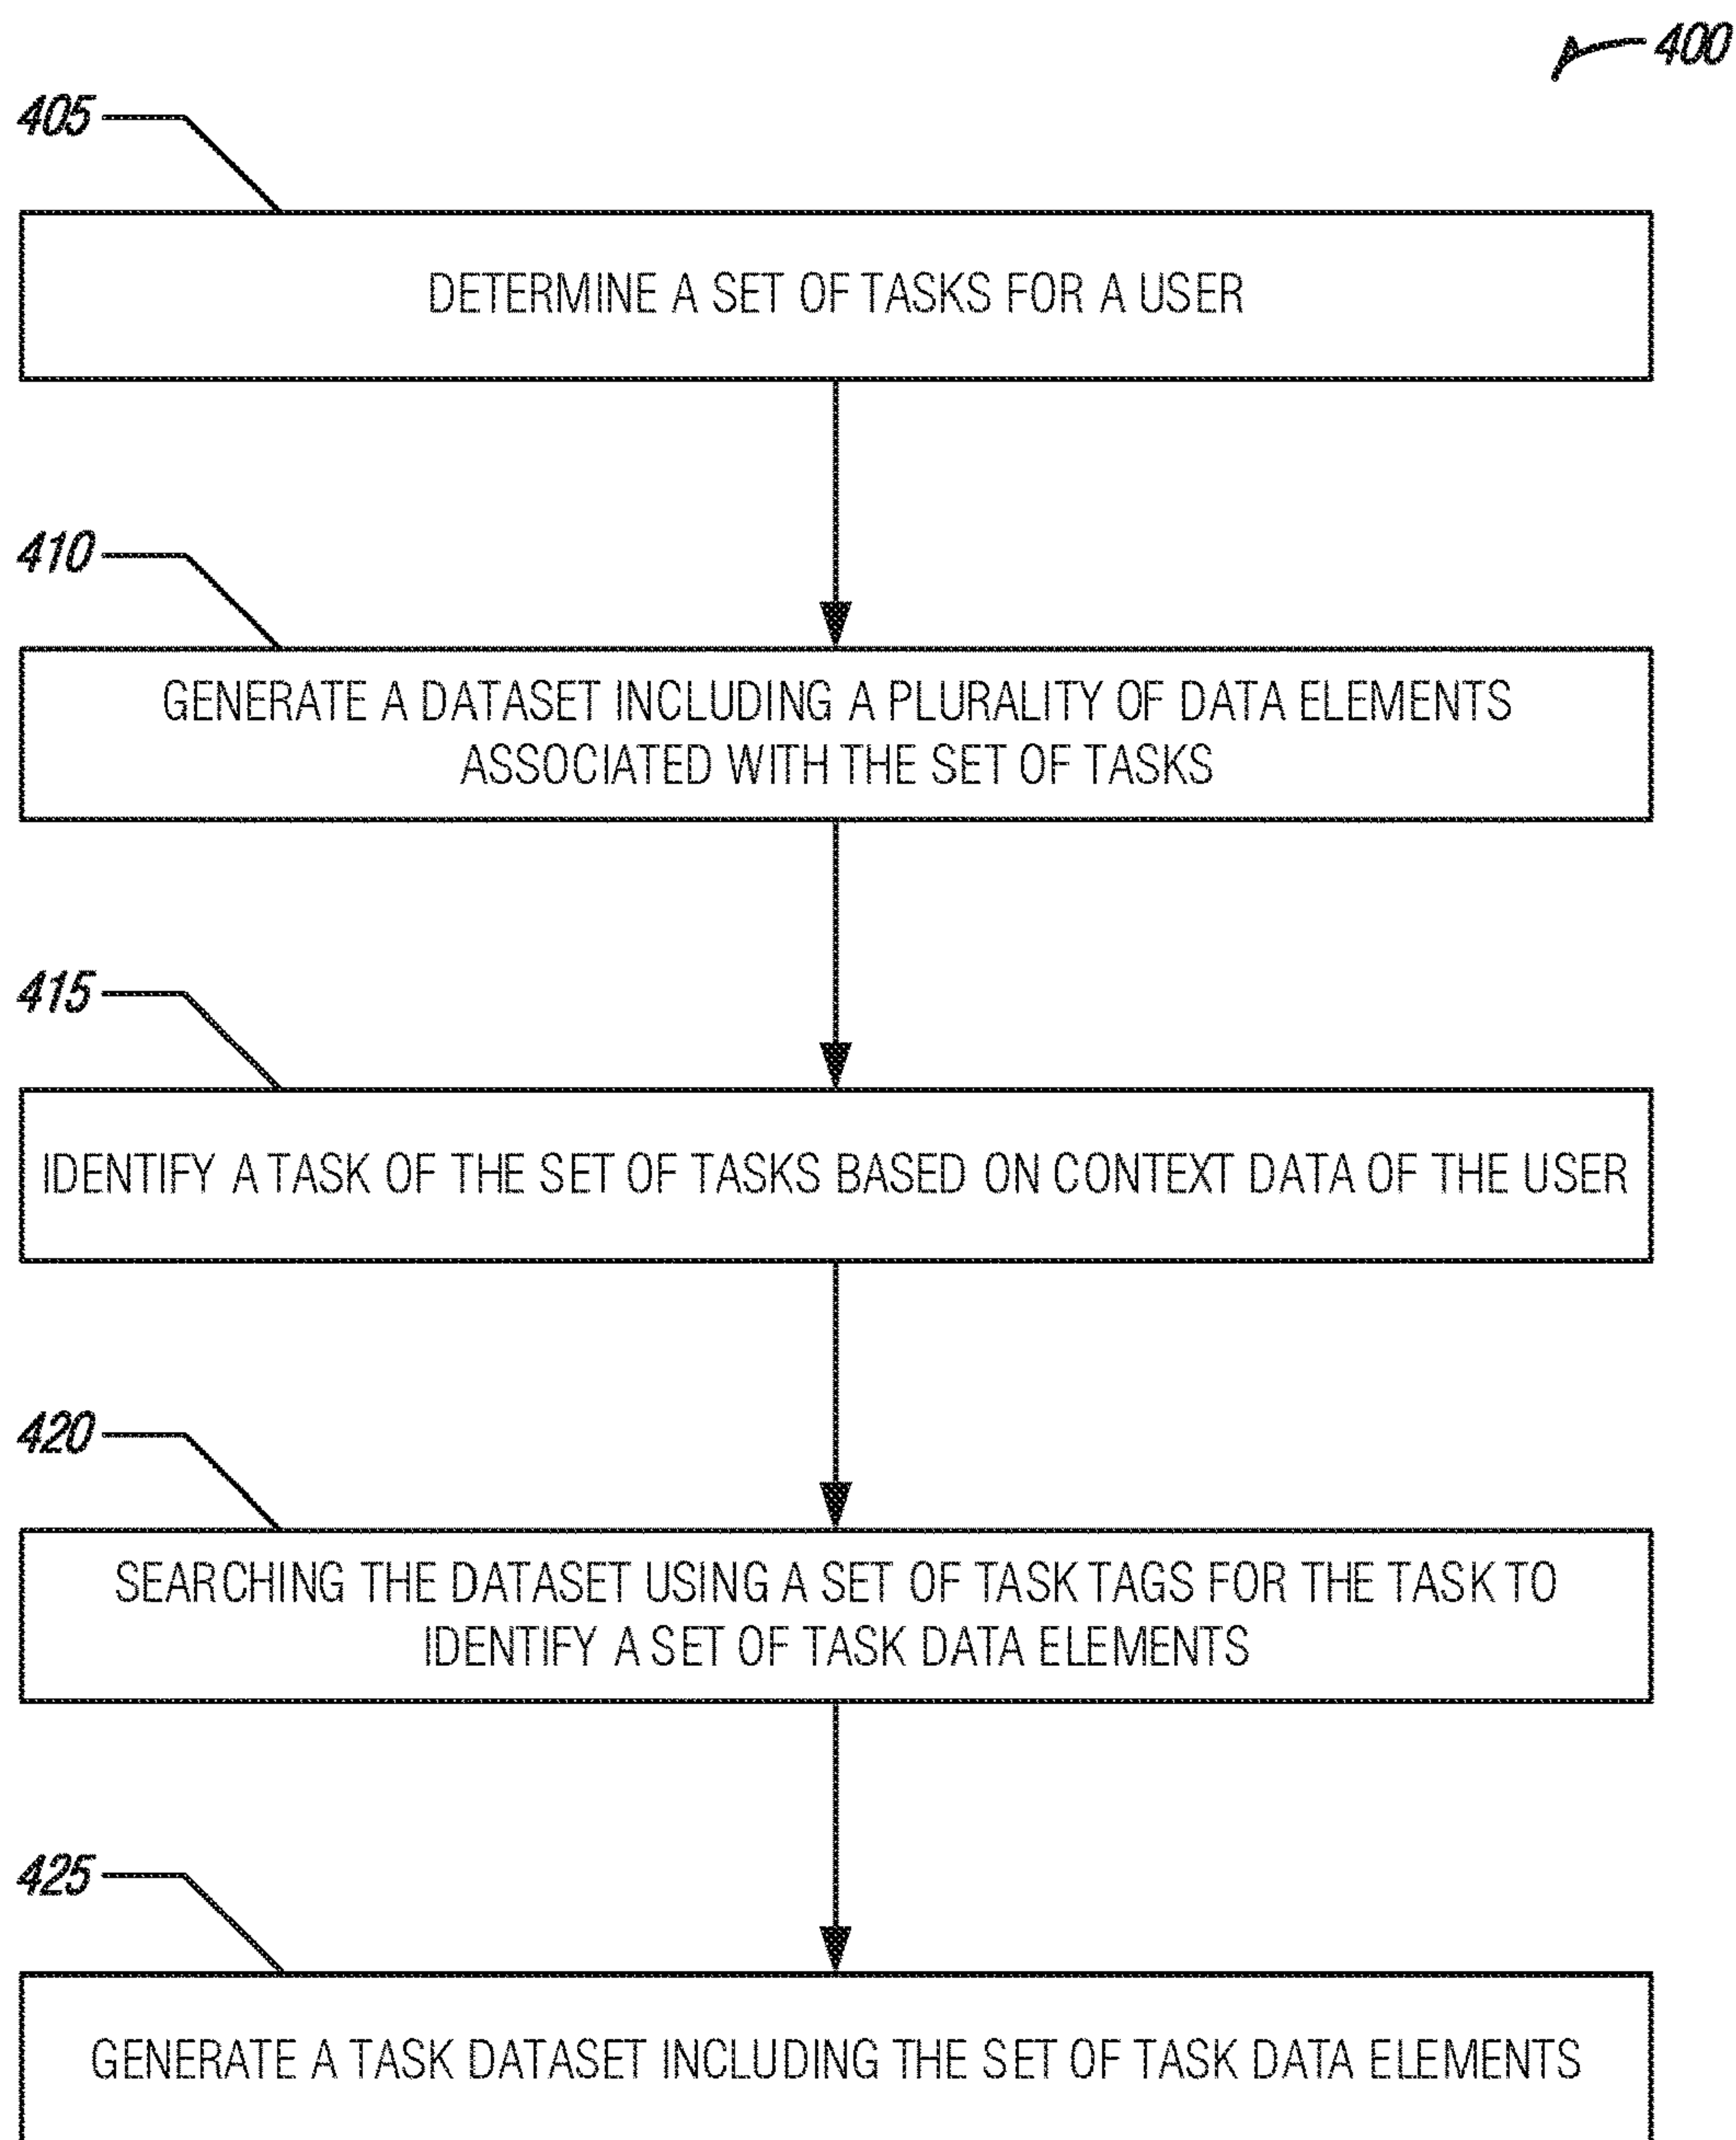 400
405
DETERMINE A SET OF TASKS FOR A USER
410
GENERATE A DATASET INCLUDING A PLURALITY OF DATA ELEMENTS
ASSOCIATED WITH THE SET OF TASKS
415
IDENTIFY A TASK OF THE SET OF TASKS BASED ON CONTEXT DATA OF THE USER
420
SEARCHING THE DATASET USING A SET OF TASK TAGS FOR THE TASK TO
IDENTIFY A SET OF TASK DATA ELEMENTS
425
GENERATE A TASK DATASET INCLUDING THE SET OF TASK DATA ELEMENTS